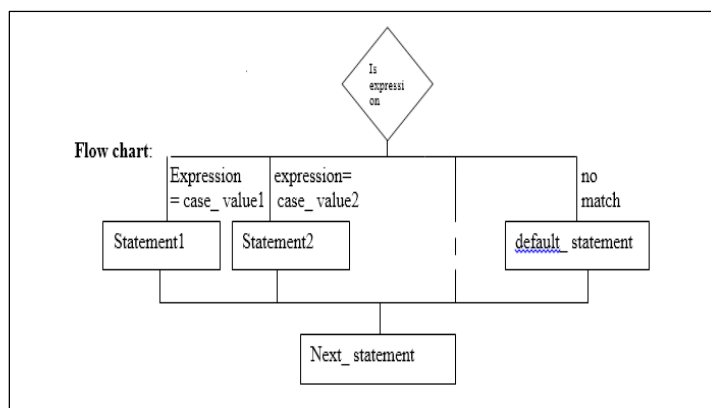 Is
expressi
on
Flow chart:
Expression
= case_ value1
expression=
case_ value2
no
match
Statement1
Statement2
default_ statement
Next_ statement